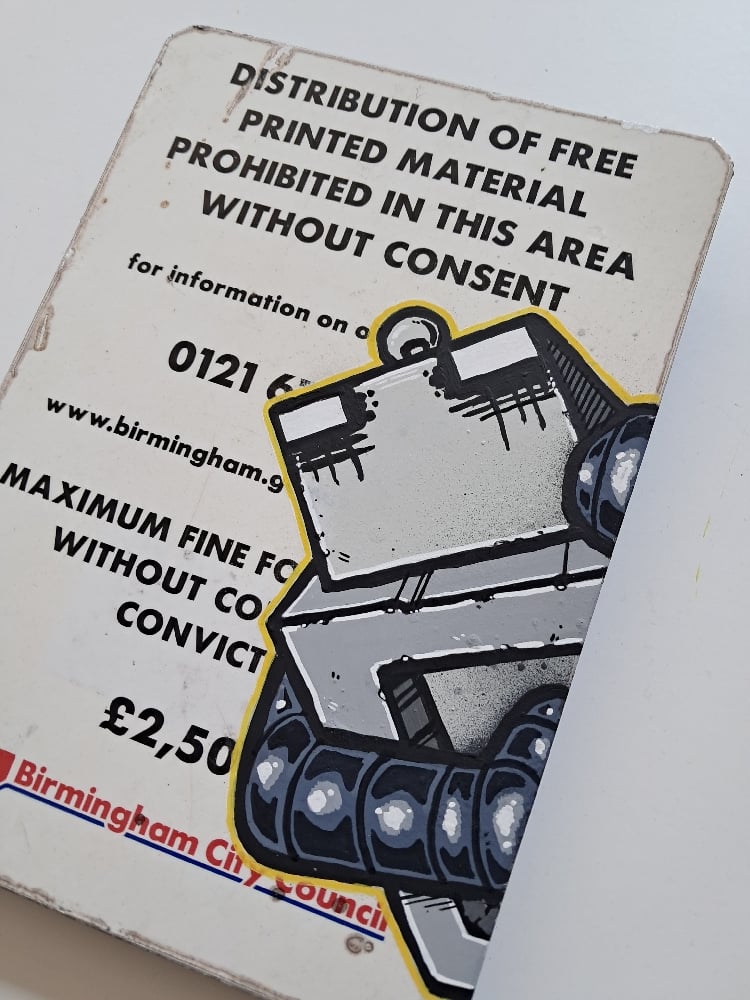 DISTRIBUTION OF FREE
PRINTED MATERIAL
PROHIBITED IN THIS AREA
WITHOUT CONSENT
for information on
0121 6
www.birmingham.g
MAXIMUM FINE FO
WITHOUT CO
CONVICT
£2,50
Birmingham City Council